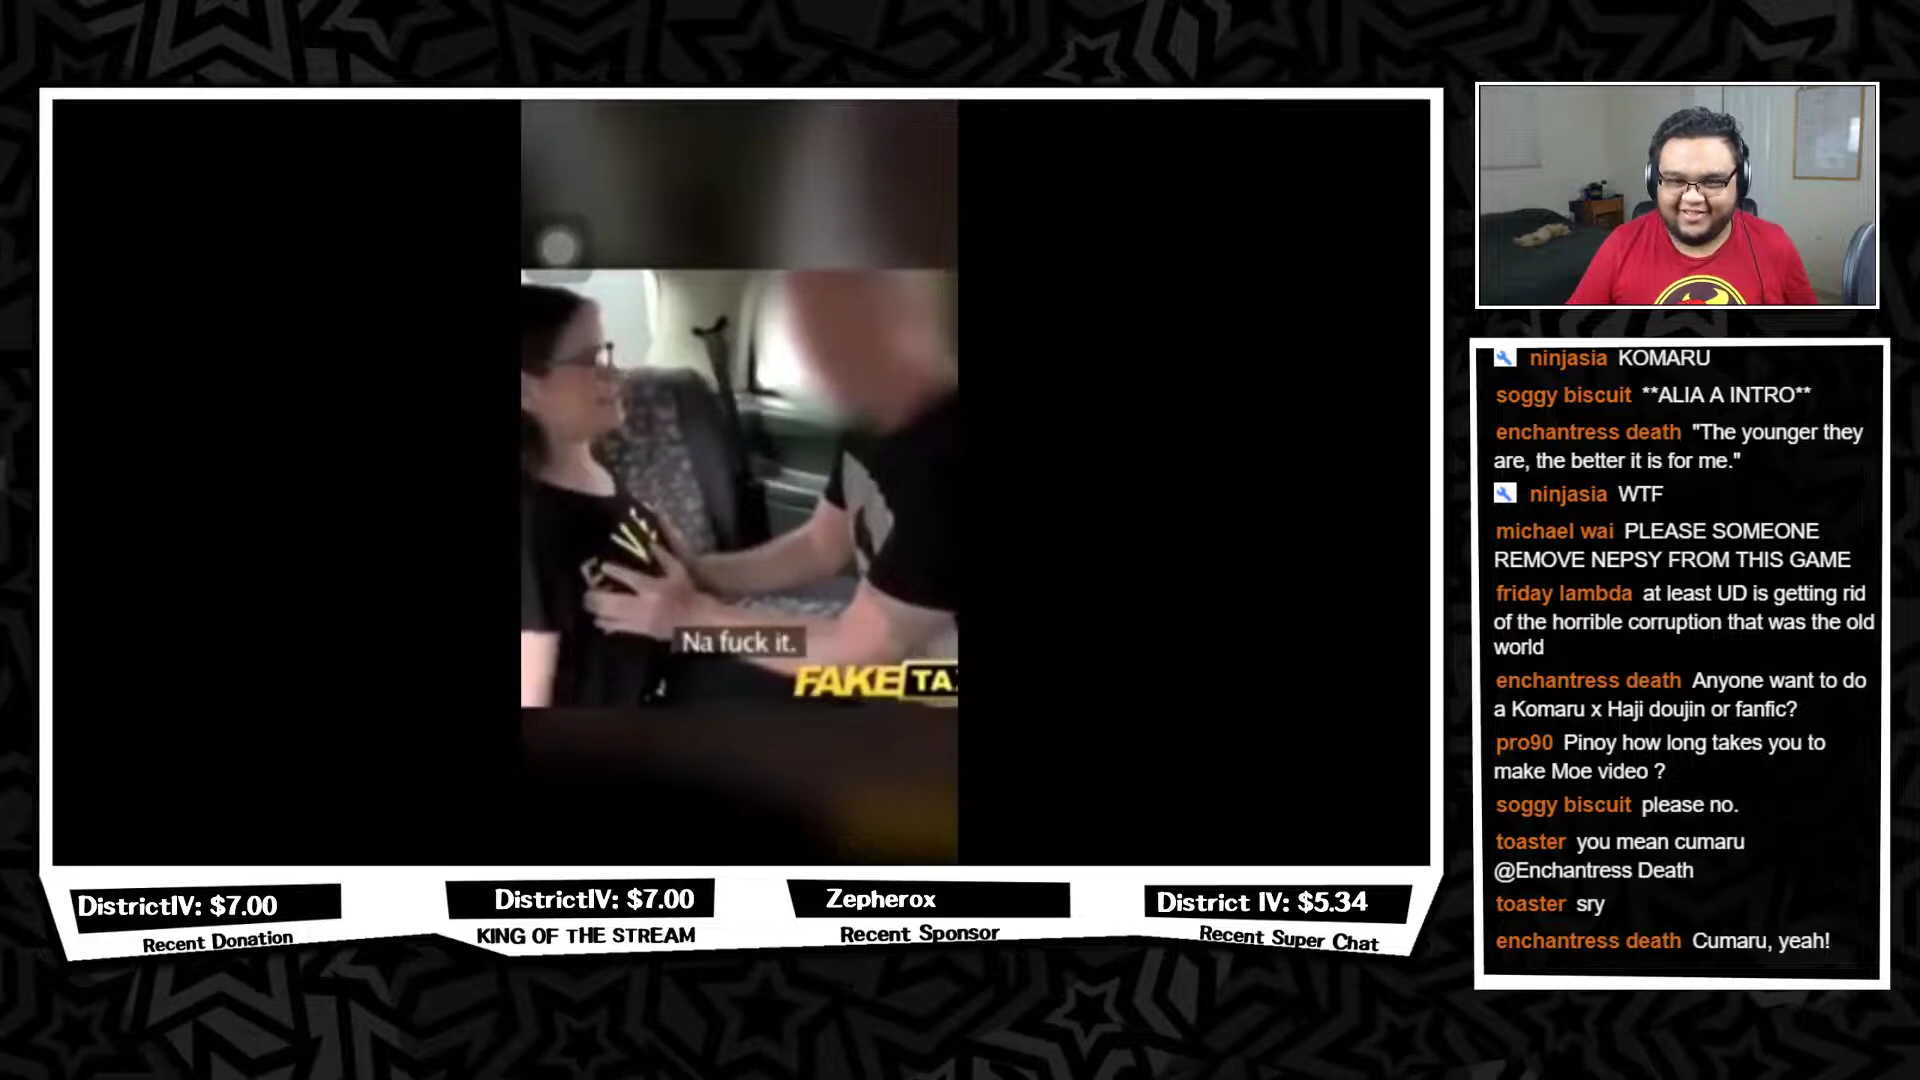 Na fuck it.
FAKE TA
DistrictIV: $7.00
Recent Donation
DistrictIV: $7.00
KING OF THE STREAM
Zepherox
Recent Sponsor
District IV: $5.34
Recent Super Chat
ninjasia KOMARU
soggy biscuit **ALIA A INTRO**
enchantress death "The younger they
are, the better it is for me."
ninjasia WTF
michael wai PLEASE SOMEONE
REMOVE NEPSY FROM THIS GAME
friday lambda at least UD is getting rid
of the horrible corruption that was the old
world
enchantress death Anyone want to do
a Komaru x Haji doujin or fanfic?
pro90 Pinoy how long takes you to
make Moe video ?
soggy biscuit please no.
toaster you mean cumaru
@Enchantress Death
toaster sry
enchantress death Cumaru, yeah!